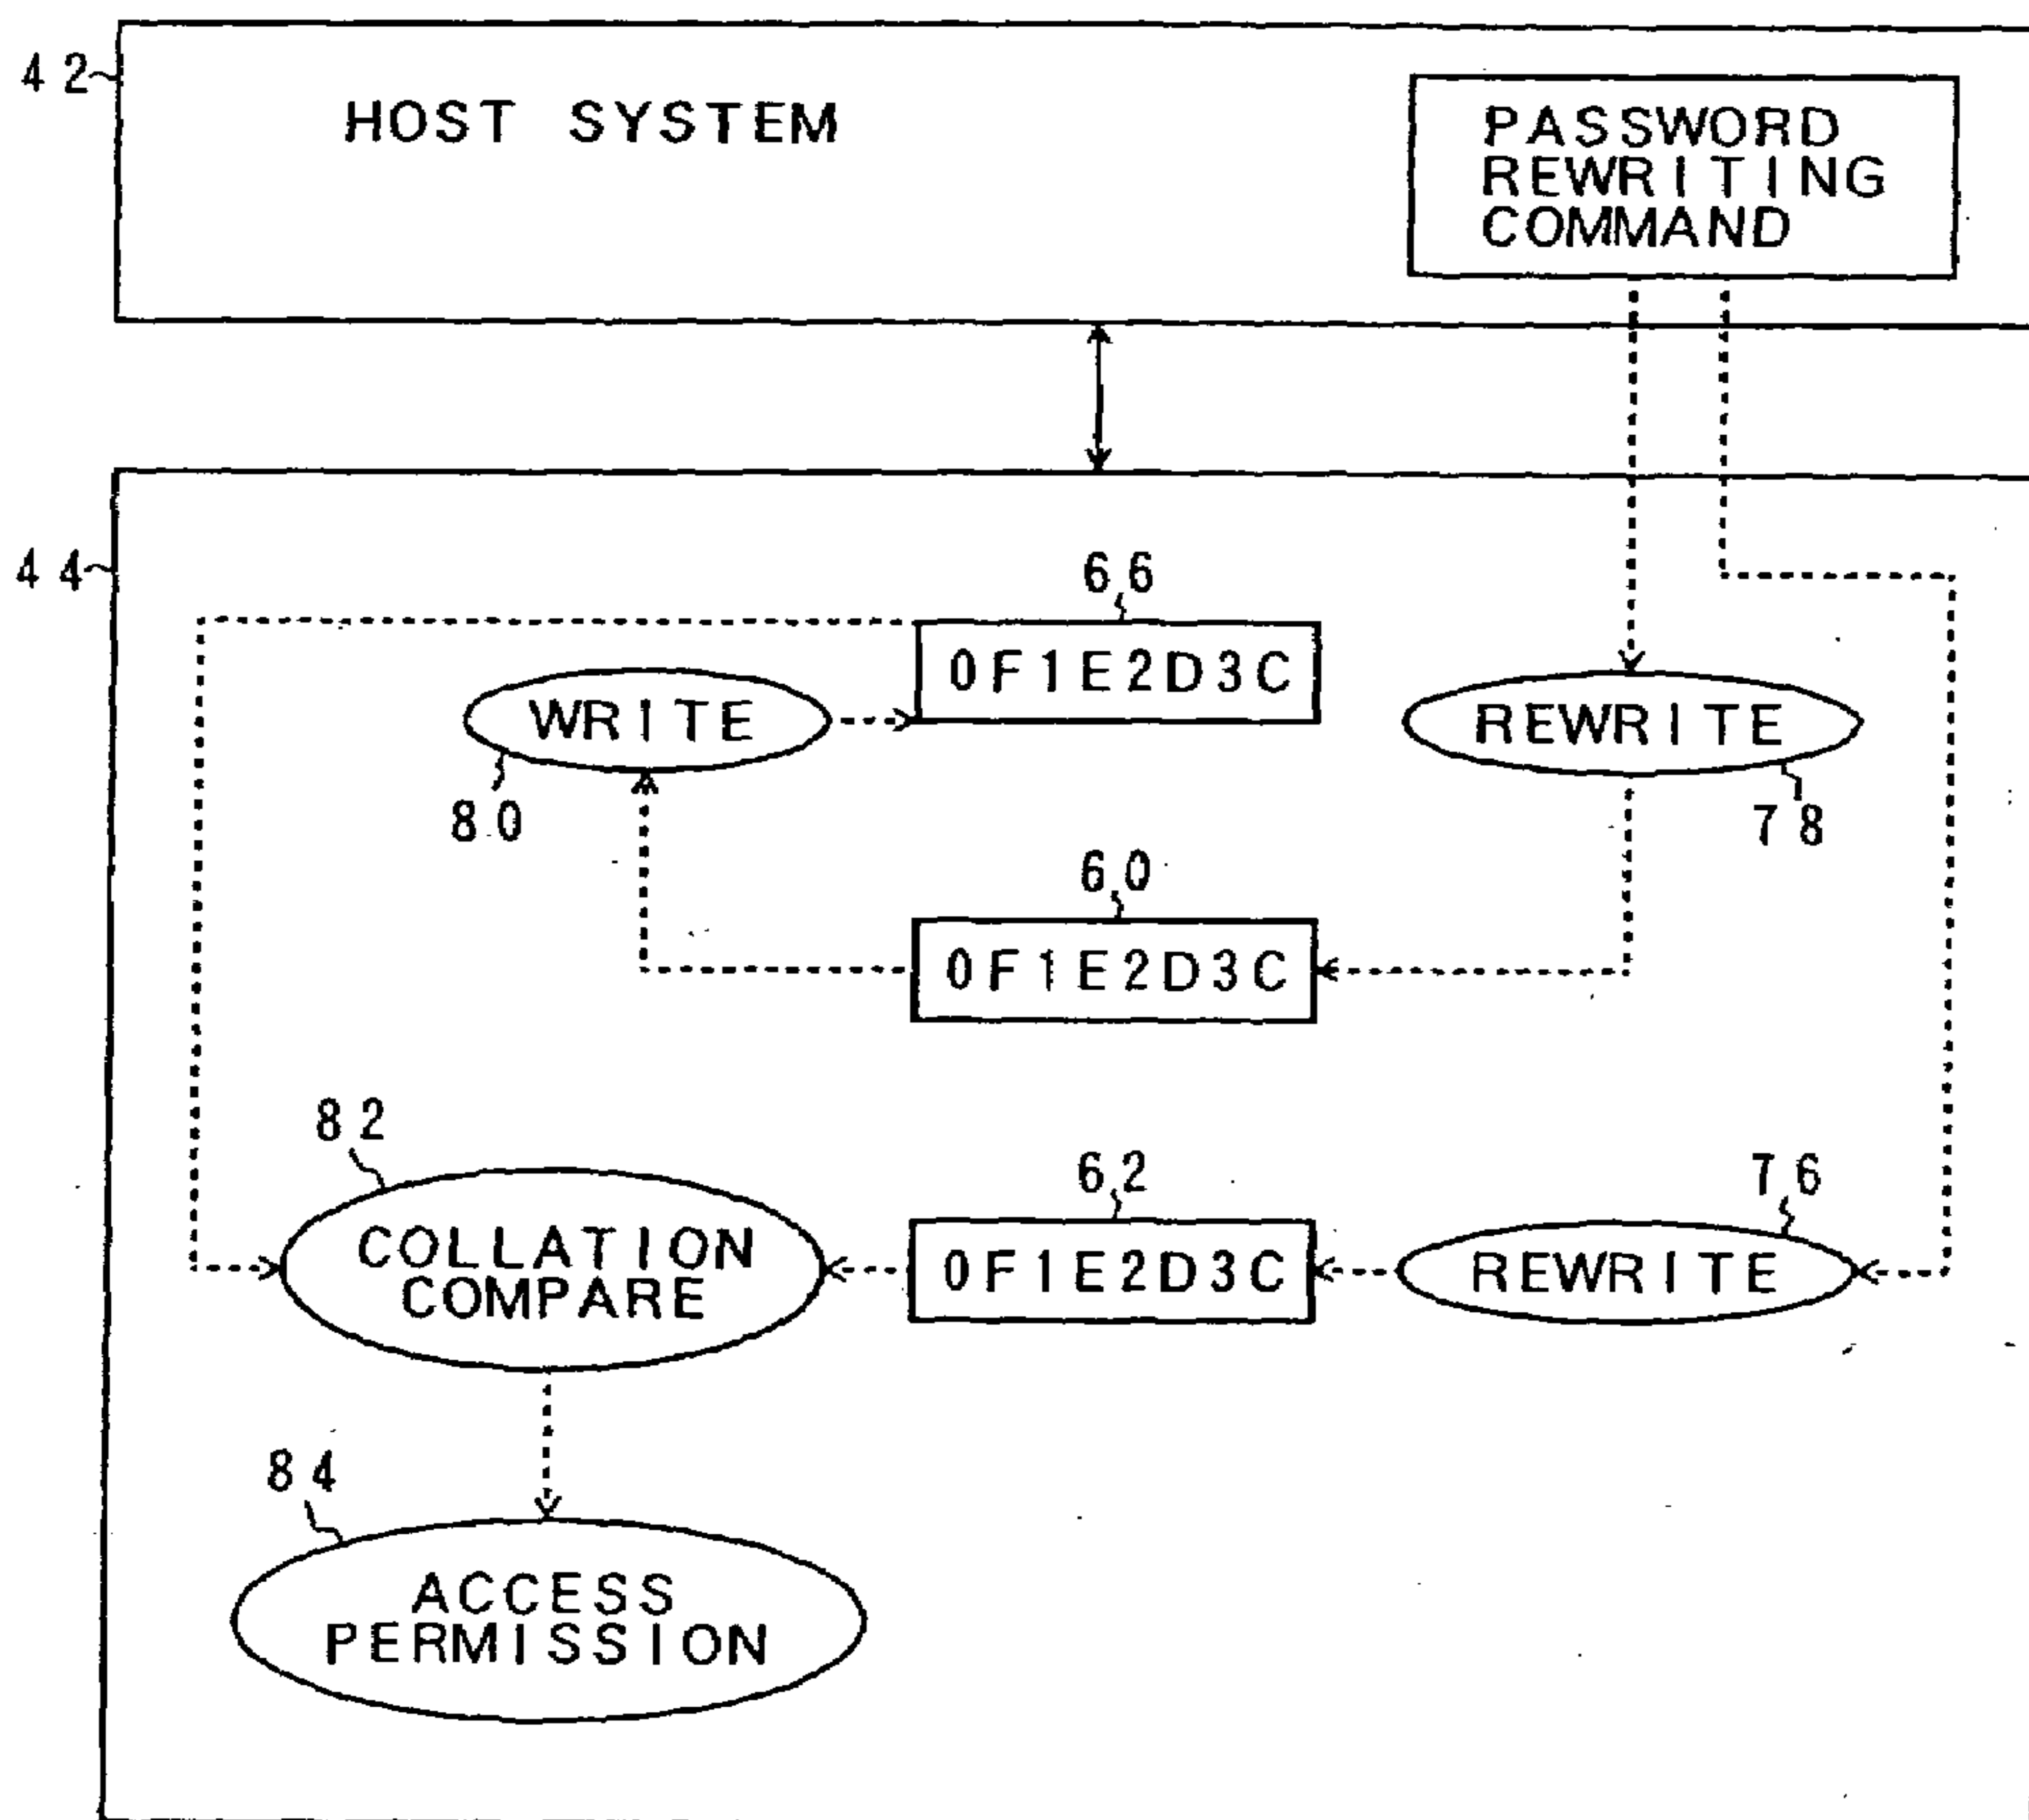 42
HOST SYSTEM
PASSWORD
REWRITING
COMMAND
44
66
0F1E2D3C
WRITE
REWRITE
80
78
60
0F1E2D3C
82
62
76
COLLATION
COMPARE
0F1E2D3C
REWRITE
84
ACCESS
PERMISSION